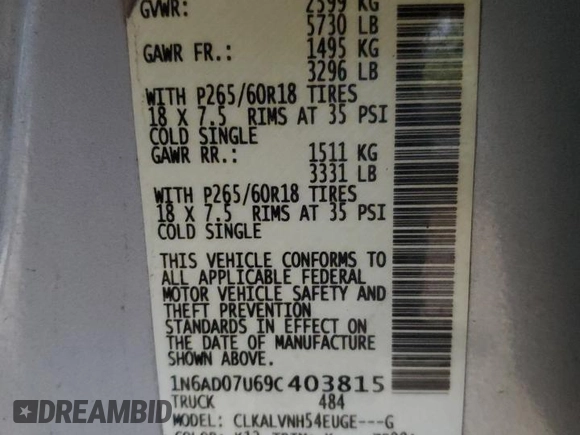 GVWR: 2599 KG
5730 LB
GAWR FR.: 1495 KG
3296 LB
WITH P265/60R18 TIRES
18 X 7.5 RIMS AT 35 PSI
COLD SINGLE
GAWR RR.: 1511 KG
3331 LB
WITH P265/60R18 TIRES
18 X 7.5 RIMS AT 35 PSI
COLD SINGLE
THIS VEHICLE CONFORMS TO
ALL APPLICABLE FEDERAL
MOTOR VEHICLE SAFETY AND
THEFT PREVENTION
STANDARDS IN EFFECT ON
THE DATE OF MANUFACTURE
SHOWN ABOVE.
1N6AD07U69C403815
TRUCK 484
MODEL: CLKALVNH54EUGE---G
DREAMBID